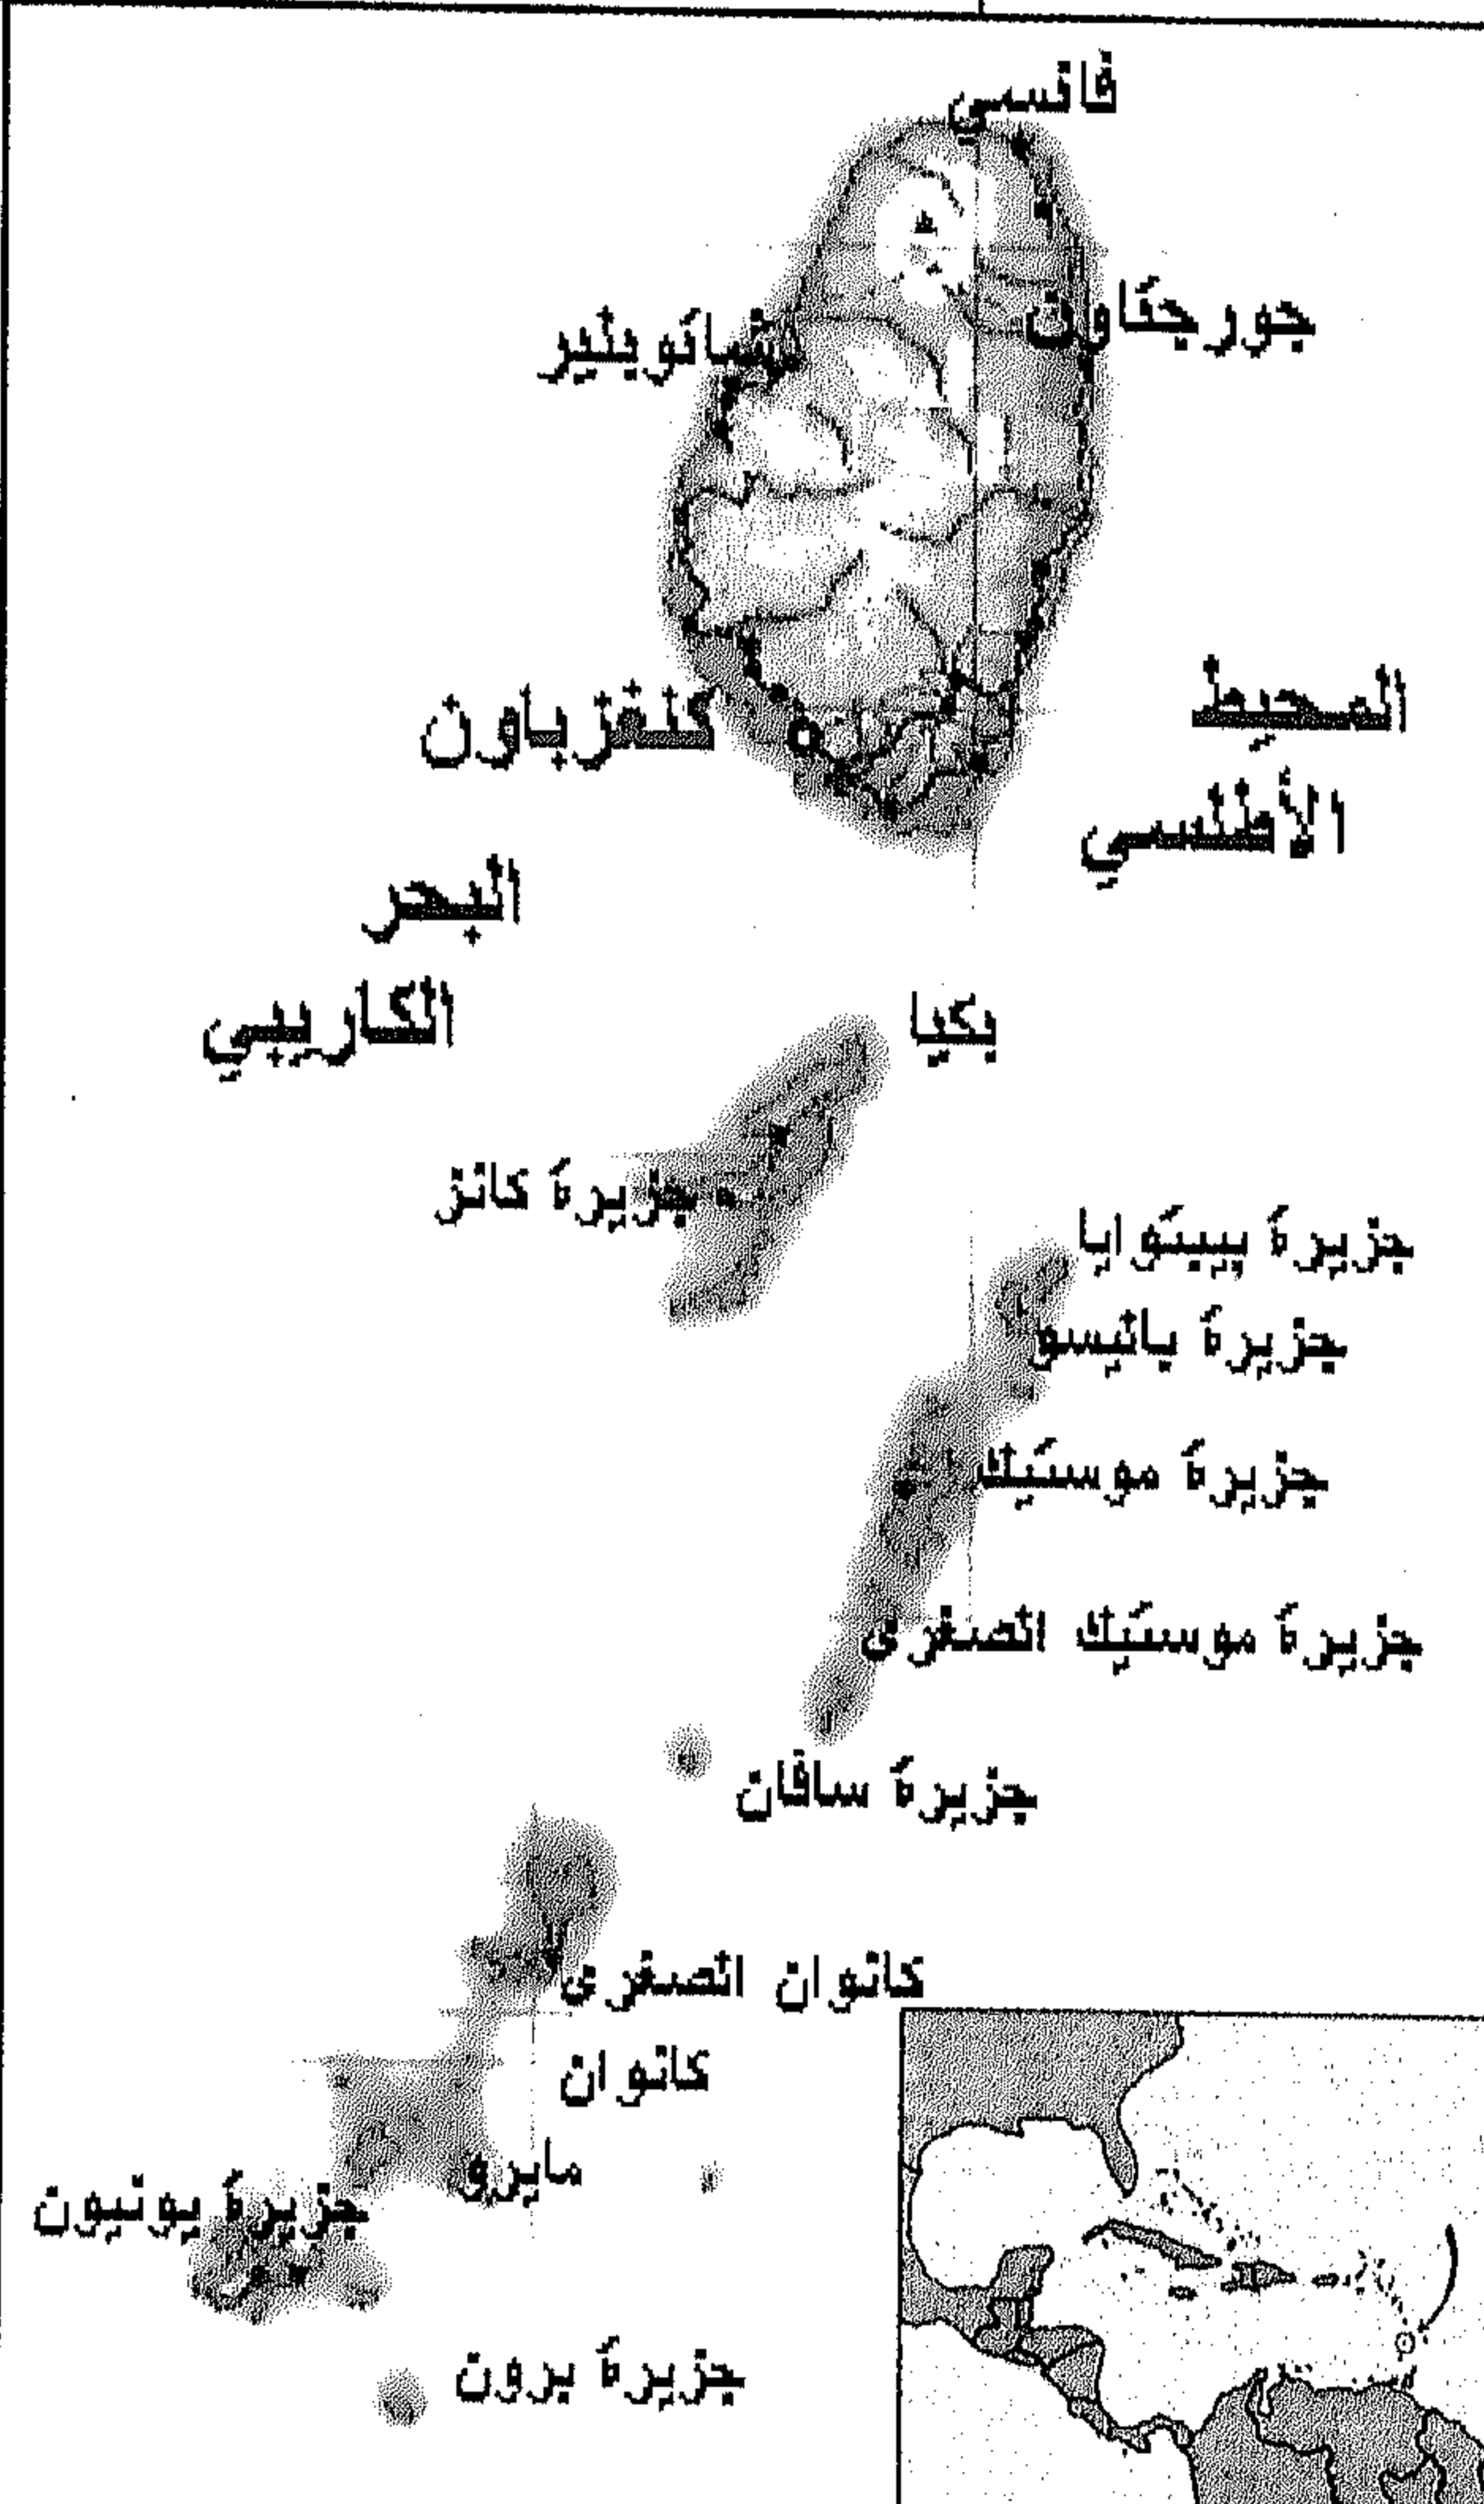 فانسي
جورجتاون
شاتوبلير
كنغزتاون
المحيط
الأطلسي
البحر
الكاريبي
بكيا
جزيرة كاتز
جزيرة بيتوايا
جزيرة باتيسو
جزيرة موستيك
جزيرة موستيك الصغرى
جزيرة سافان
كانوان الصغرى
كانوان
مايرو
جزيرة يونيون
جزيرة برون